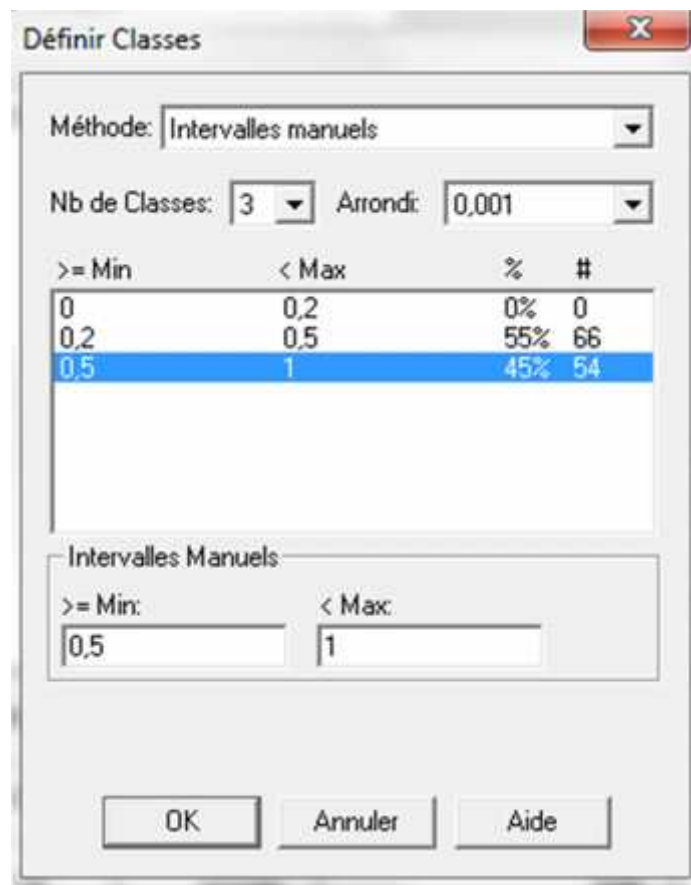 Définir Classes
Méthode: Intervalles manuels
Nb de Classes: 3 Arrondi: 0,001
>= Min < Max % #
0 0,2 0% 0
0,2 0,5 55% 66
0,5 1 45% 54
Intervalles Manuels
>= Min: < Max:
0,5 1
OK Annuler Aide